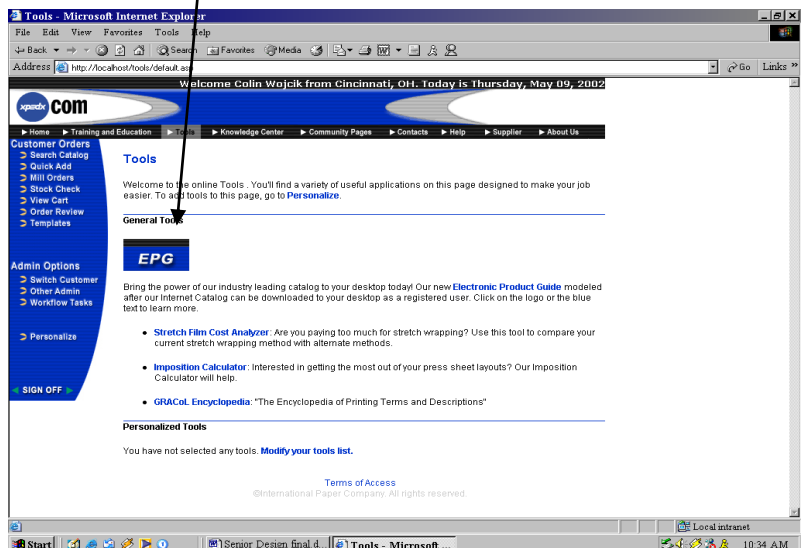 Tools - Microsoft Internet Explorer
File Edit View Favorites Tools Help
Back Search Favorites Media
Address http://localhost/tools/default.asp Go Links »
Welcome Colin Wojcik from Cincinnati, OH. Today is Thursday, May 09, 2002
xpedx com
Home Training and Education Tools Knowledge Center Community Pages Contacts Help Supplier About Us
Customer Orders
Search Catalog
Quick Add
Mill Orders
Stock Check
View Cart
Order Review
Templates
Admin Options
Switch Customer
Other Admin
Workflow Tasks
Personalize
SIGN OFF
Tools
Welcome to the online Tools . You'll find a variety of useful applications on this page designed to make your job
easier. To add tools to this page, go to Personalize.
General Tools
EPG
Bring the power of our industry leading catalog to your desktop today! Our new Electronic Product Guide modeled
after our Internet Catalog can be downloaded to your desktop as a registered user. Click on the logo or the blue
text to learn more.
• Stretch Film Cost Analyzer: Are you paying too much for stretch wrapping? Use this tool to compare your
current stretch wrapping method with alternate methods.
• Imposition Calculator: Interested in getting the most out of your press sheet layouts? Our Imposition
Calculator will help.
• GRACoL Encyclopedia: "The Encyclopedia of Printing Terms and Descriptions"
Personalized Tools
You have not selected any tools. Modify your tools list.
Terms of Access
©International Paper Company. All rights reserved.
Local intranet
Start Senior Design final d... Tools - Microsoft ... 10:34 AM